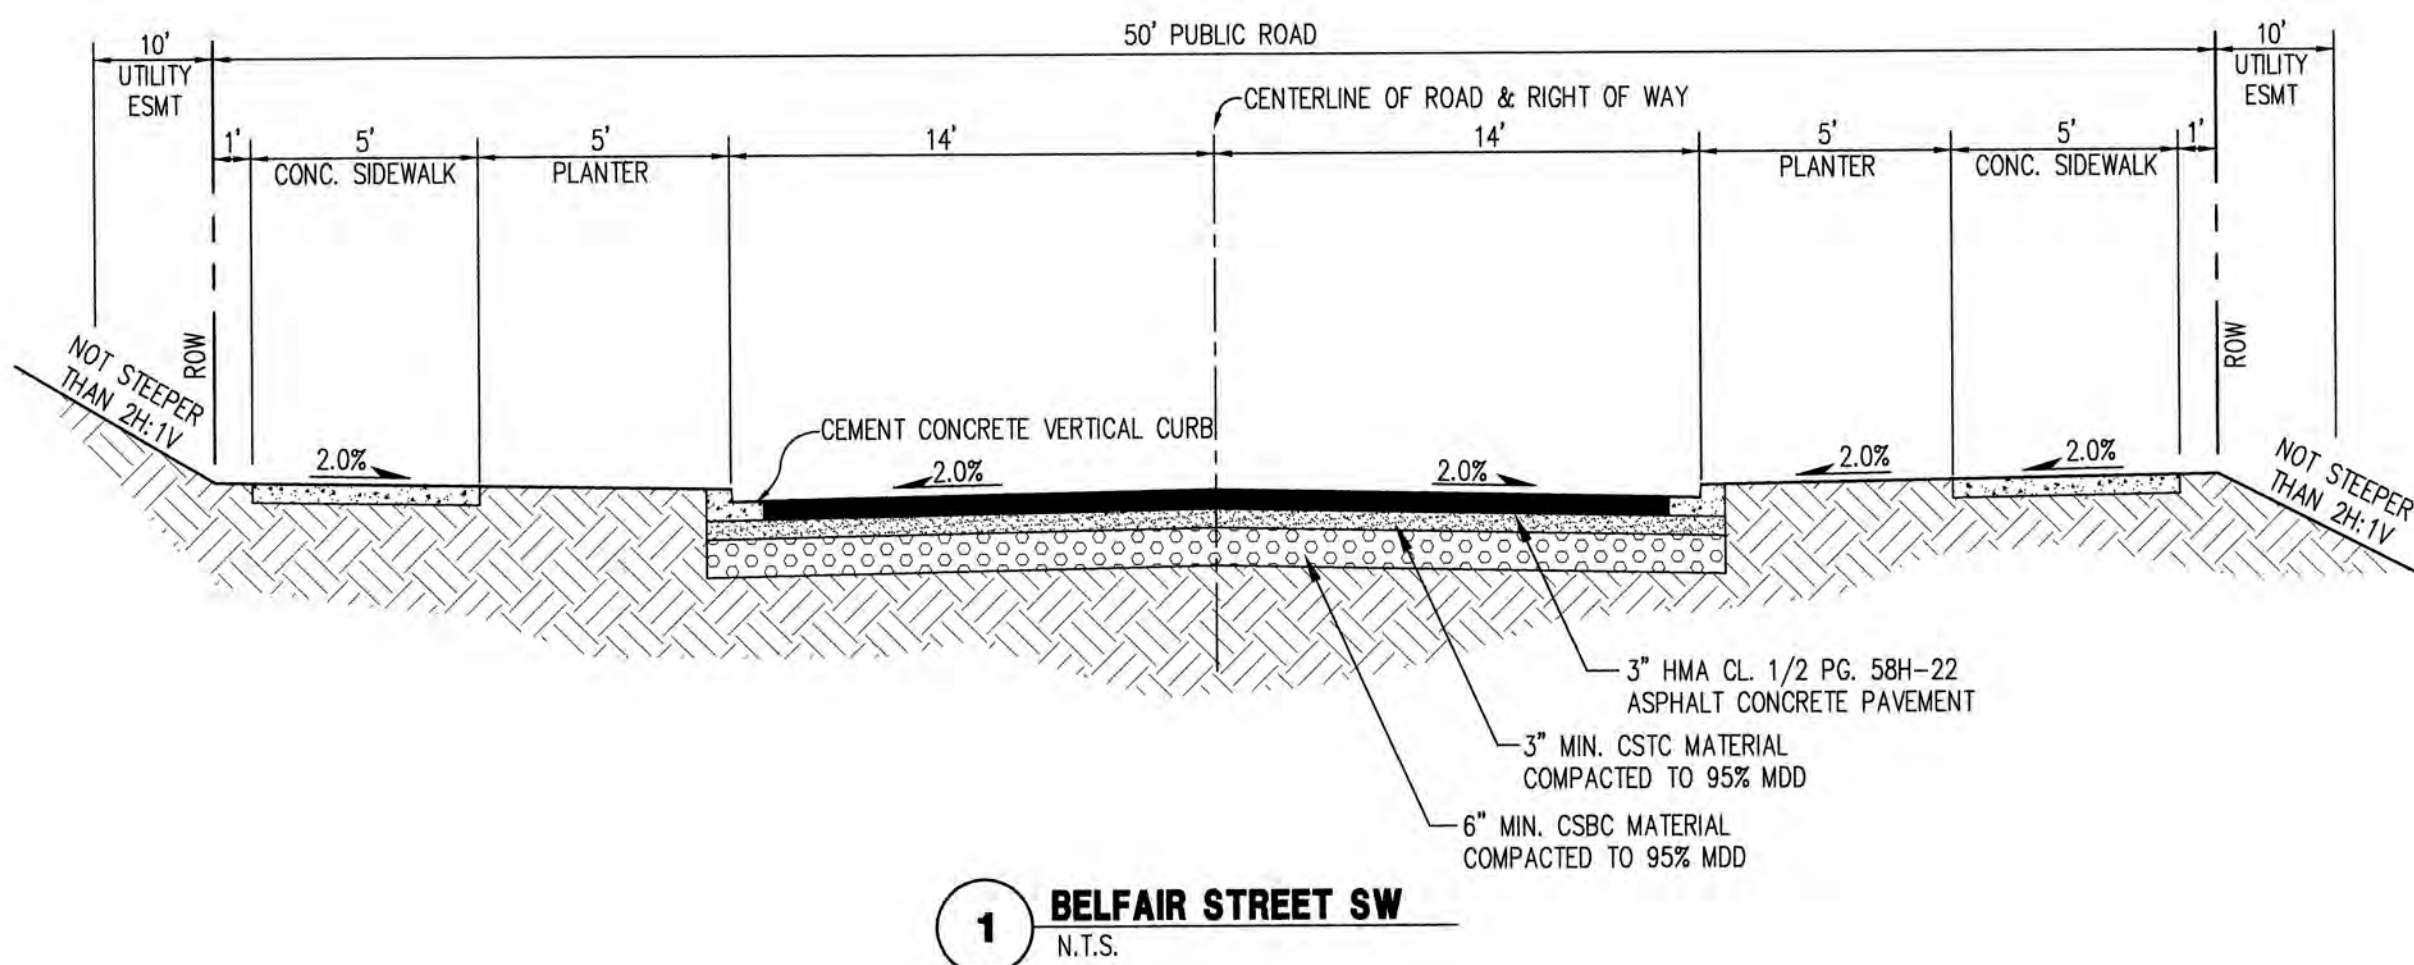 50' PUBLIC ROAD
10'
UTILITY
ESMT
10'
UTILITY
ESMT
CENTERLINE OF ROAD & RIGHT OF WAY
1'
5'
CONC. SIDEWALK
5'
PLANTER
14'
14'
5'
PLANTER
5'
CONC. SIDEWALK
1'
ROW
ROW
NOT STEEPER
THAN 2H:1V
CEMENT CONCRETE VERTICAL CURB
2.0%
2.0%
2.0%
2.0%
2.0%
NOT STEEPER
THAN 2H:1V
3" HMA CL. 1/2 PG. 58H-22
ASPHALT CONCRETE PAVEMENT
3" MIN. CSTC MATERIAL
COMPACTED TO 95% MDD
6" MIN. CSBC MATERIAL
COMPACTED TO 95% MDD
1
BELFAIR STREET SW
N.T.S.